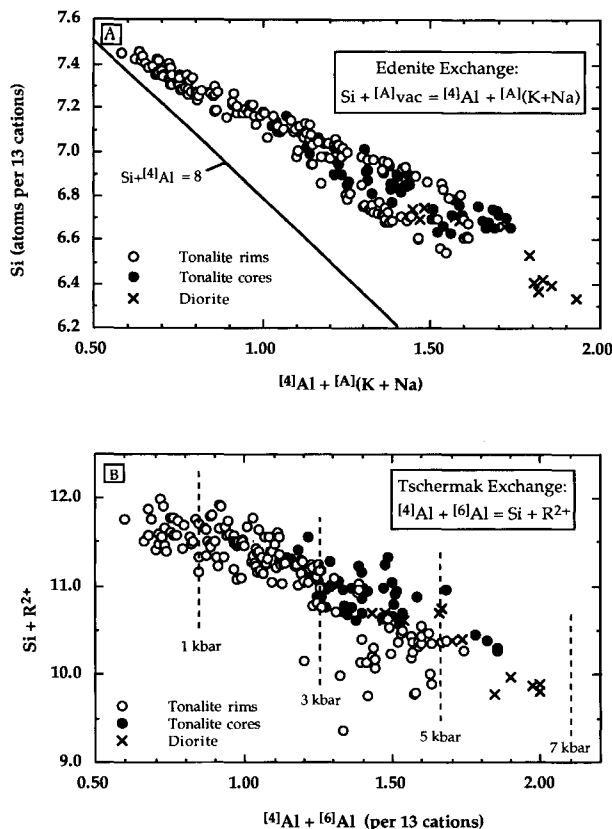 7.6
A
7.4
Edenite Exchange:
Si + [A]vac = [4]Al + [A](K+Na)
7.2
7.0
Si (atoms per 13 cations)
6.8
Si+[4]Al = 8
6.6
Tonalite rims
6.4
Tonalite cores
Diorite
6.2
0.50 1.00 1.50 2.00
[4]Al + [A](K + Na)
B
12.0
Tschermak Exchange:
[4]Al + [6]Al = Si + R2+
11.0
Si + R2+
1 kbar
10.0
3 kbar
Tonalite rims
5 kbar
Tonalite cores
Diorite
7 kbar
9.0
0.50 1.00 1.50 2.00
[4]Al + [6]Al (per 13 cations)